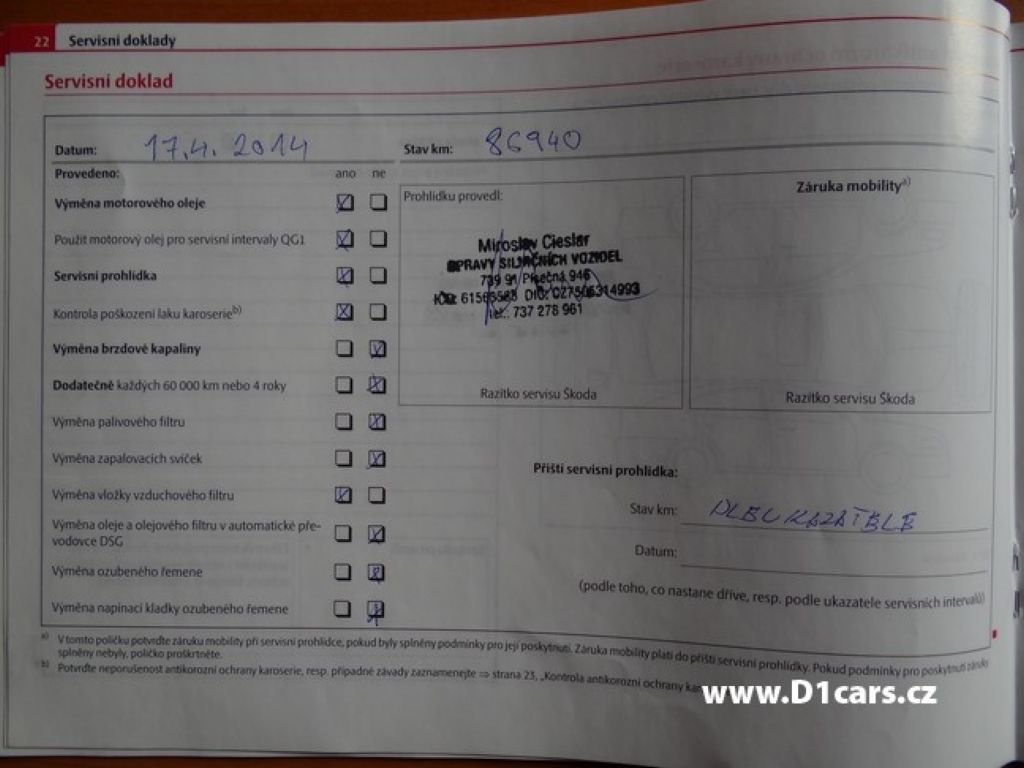 22 Servisní doklady
Servisní doklad
Datum: 17.4. 2014 Stav km: 86940
Provedeno: ano ne
Výměna motorového oleje
Použit motorový olej pro servisní intervaly QG1
Servisní prohlídka
Kontrola poškození laku karoserie b)
Výměna brzdové kapaliny
Dodatečně každých 60 000 km nebo 4 roky
Výměna palivového filtru
Výměna zapalovacích svíček
Výměna vložky vzduchového filtru
Výměna oleje a olejového filtru v automatické pře-
vodovce DSG
Výměna ozubeného řemene
Výměna napínací kladky ozubeného řemene
Prohlídku provedl:
Miroslav Cieslar
OPRAVY SILNIČNÍCH VOZIDEL
739 91 Písečná 946
IČO: DIČ:
tel.: 737 278 961
Razítko servisu Škoda
Záruka mobility a)
Razítko servisu Škoda
Příští servisní prohlídka:
Stav km: DLE UKAZATELE
Datum:
(podle toho, co nastane dříve, resp. podle ukazatele servisních intervalů)
a) V tomto políčku potvrďte záruku mobility při servisní prohlídce, pokud byly splněny podmínky pro její poskytnutí. Záruka mobility platí do příští servisní prohlídky. Pokud podmínky pro poskytnutí záruky
splněny nebyly, políčko proškrtněte.
b) Potvrďte neporušenost antikorozní ochrany karoserie, resp. případné závady zaznamenejte ⇒ strana 23, „Kontrola antikorozní ochrany kar
www.D1cars.cz